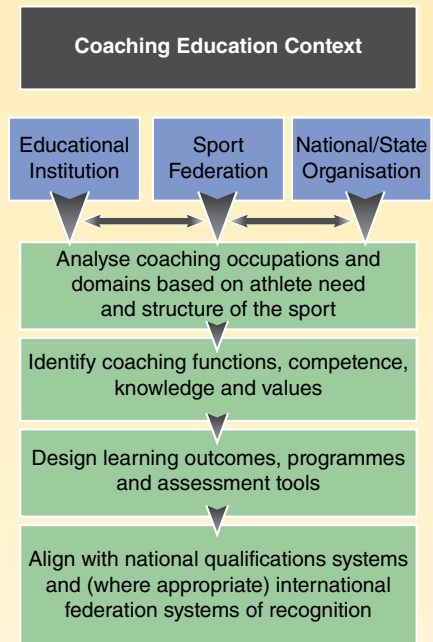 Coaching Education Context
Educational
Institution
Sport
Federation
National/State
Organisation
Analyse coaching occupations and
domains based on athlete need
and structure of the sport
Identify coaching functions, competence,
knowledge and values
Design learning outcomes, programmes
and assessment tools
Align with national qualifications systems
and (where appropriate) international
federation systems of recognition